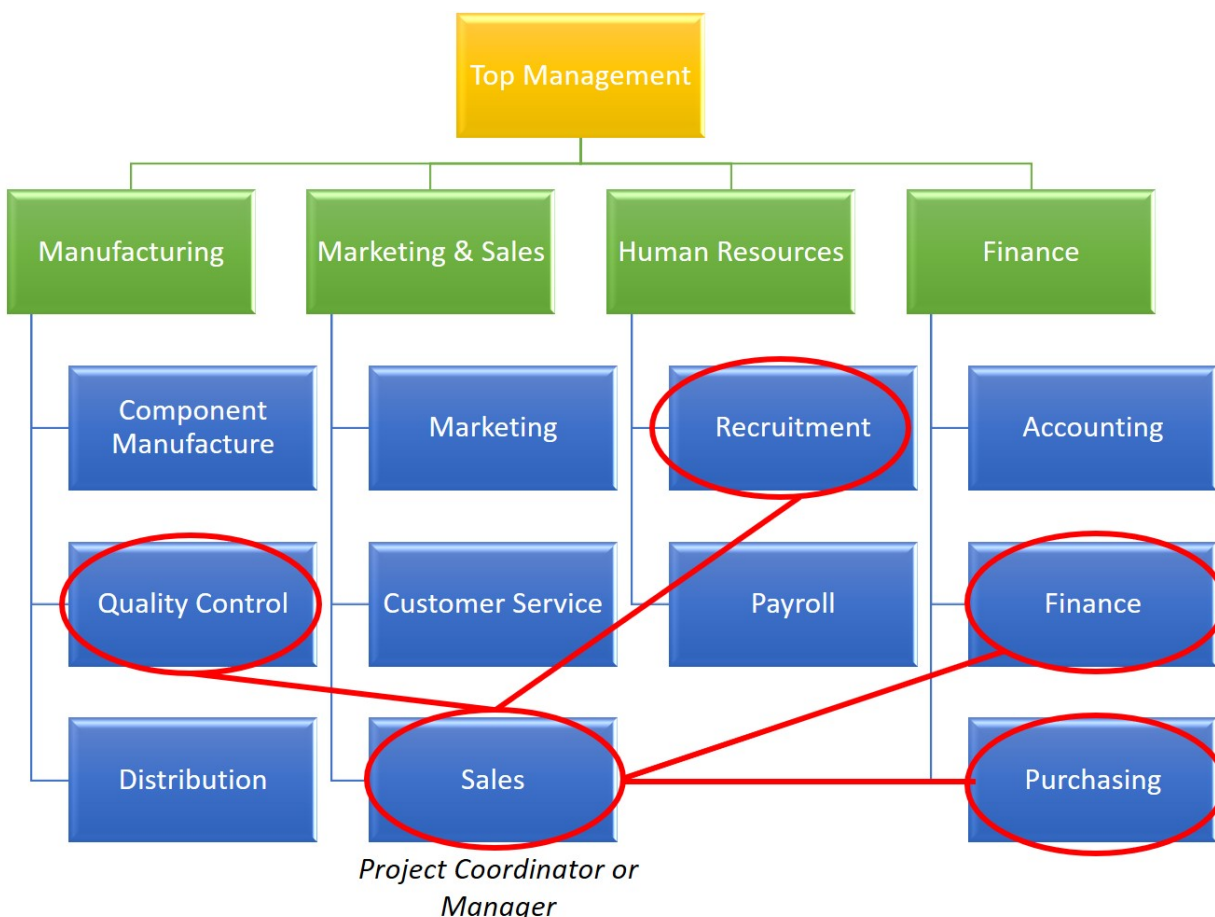 Top Management
Manufacturing
Marketing & Sales
Human Resources
Finance
Component
Manufacture
Marketing
Recruitment
Accounting
Quality Control
Customer Service
Payroll
Finance
Distribution
Sales
Purchasing
Project Coordinator or
Manager